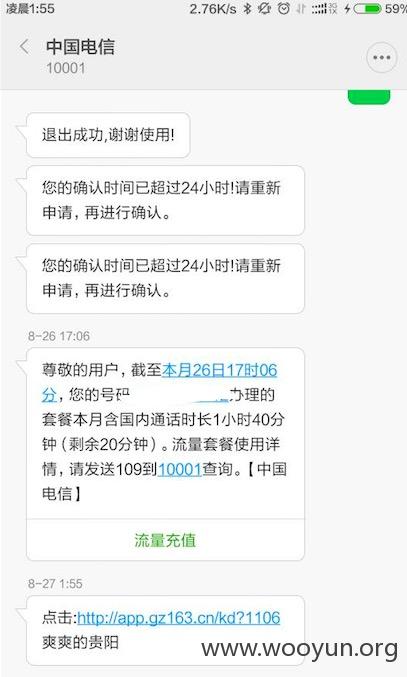 凌晨1:55 2.76K/s 59%
中国电信
10001
退出成功,谢谢使用!
您的确认时间已超过24小时!请重新
申请，再进行确认。
您的确认时间已超过24小时!请重新
申请，再进行确认。
8-26 17:06
尊敬的用户，截至本月26日17时06
分，您的号码 办理的
套餐本月含国内通话时长1小时40分
钟（剩余20分钟）。流量套餐使用详
情，请发送109到10001查询。【中国
电信】
流量充值
8-27 1:55
点击:http://app.gz163.cn/kd?1106
爽爽的贵阳
www.wooyun.org